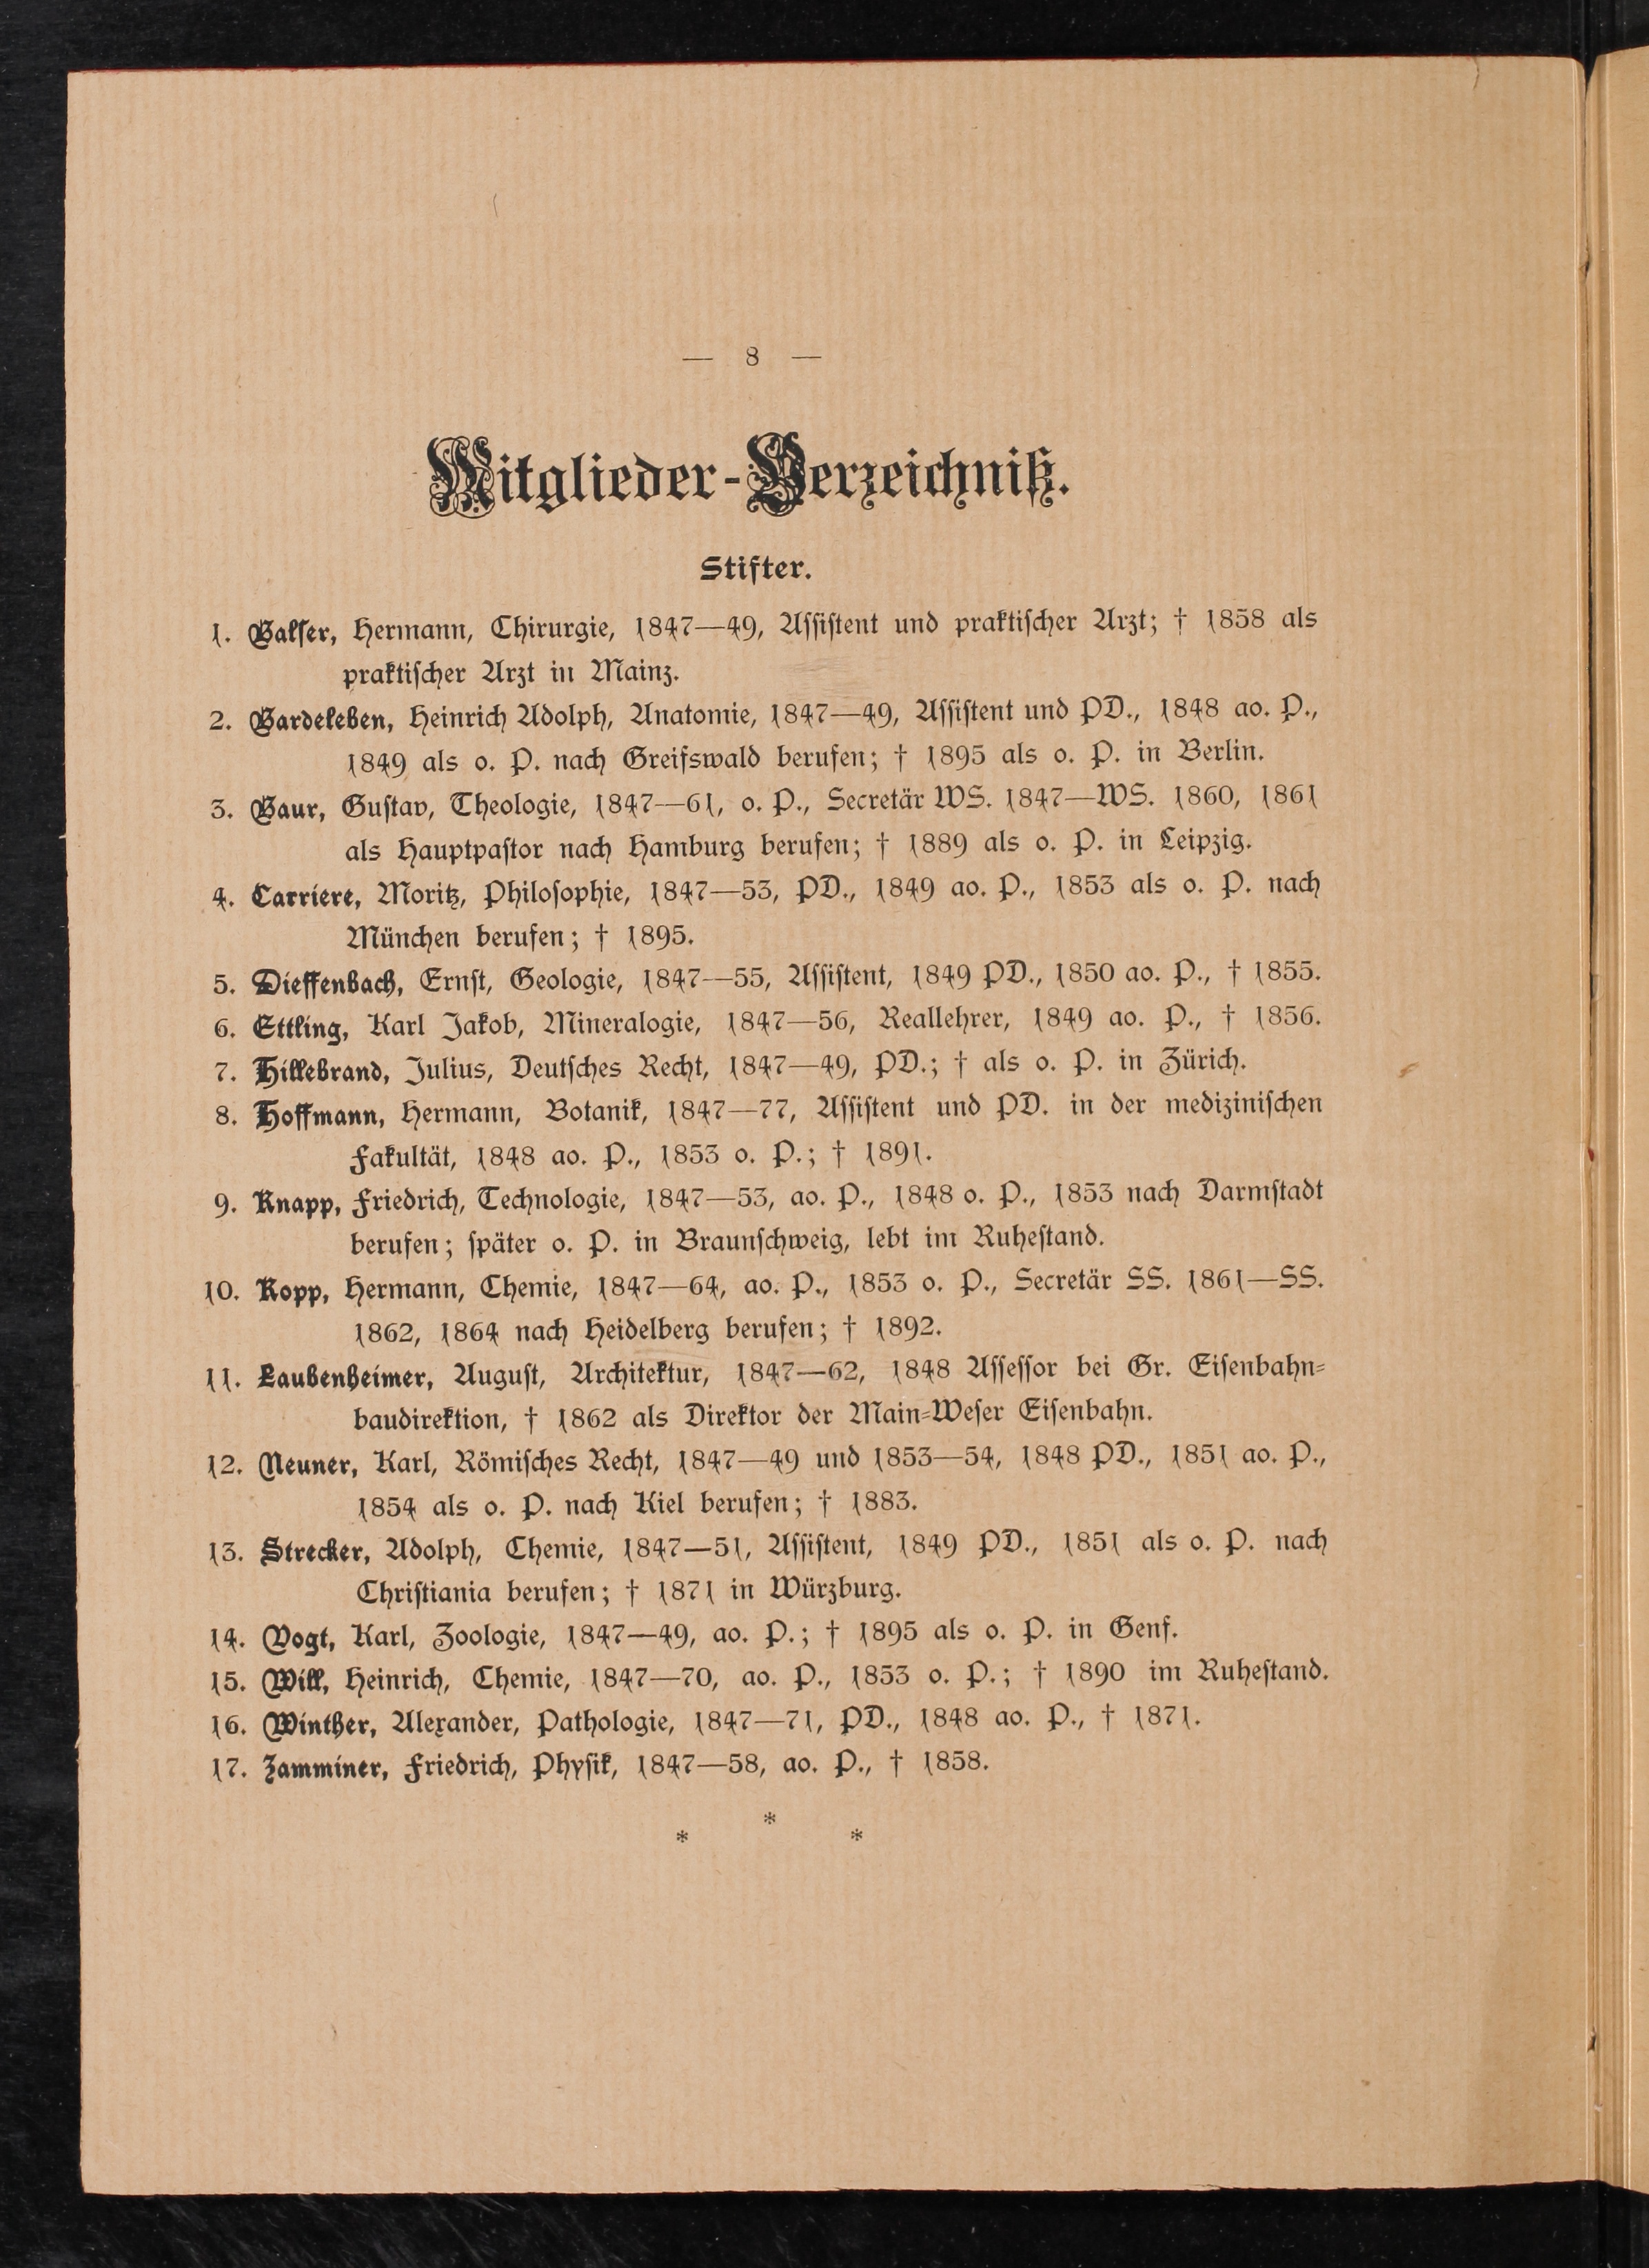 — 8 —
Mitglieder-Verzeichniß.
Stifter.
1. Balser, Hermann, Chirurgie, 1847—49, Assistent und praktischer Arzt; † 1858 als
praktischer Arzt in Mainz.
2. Bardeleben, Heinrich Adolph, Anatomie, 1847—49, Assistent und PD., 1848 ao. P.,
1849 als o. P. nach Greifswald berufen; † 1895 als o. P. in Berlin.
3. Baur, Gustav, Theologie, 1847—61, o. P., Secretär WS. 1847—WS. 1860, 1861
als Hauptpastor nach Hamburg berufen; † 1889 als o. P. in Leipzig.
4. Carriere, Moritz, Philosophie, 1847—53, PD., 1849 ao. P., 1853 als o. P. nach
München berufen; † 1895.
5. Dieffenbach, Ernst, Geologie, 1847—55, Assistent, 1849 PD., 1850 ao. P., † 1855.
6. Ettling, Karl Jakob, Mineralogie, 1847—56, Reallehrer, 1849 ao. P., † 1856.
7. Hillebrand, Julius, Deutsches Recht, 1847—49, PD.; † als o. P. in Zürich.
8. Hoffmann, Hermann, Botanik, 1847—77, Assistent und PD. in der medizinischen
Fakultät, 1848 ao. P., 1853 o. P.; † 1891.
9. Knapp, Friedrich, Technologie, 1847—53, ao. P., 1848 o. P., 1853 nach Darmstadt
berufen; später o. P. in Braunschweig, lebt im Ruhestand.
10. Kopp, Hermann, Chemie, 1847—64, ao. P., 1853 o. P., Secretär SS. 1861—SS.
1862, 1864 nach Heidelberg berufen; † 1892.
11. Laubenheimer, August, Architektur, 1847—62, 1848 Assessor bei Gr. Eisenbahn-
baudirektion, † 1862 als Direktor der Main-Weser Eisenbahn.
12. Neuner, Karl, Römisches Recht, 1847—49 und 1853—54, 1848 PD., 1851 ao. P.,
1854 als o. P. nach Kiel berufen; † 1883.
13. Strecker, Adolph, Chemie, 1847—51, Assistent, 1849 PD., 1851 als o. P. nach
Christiania berufen; † 1871 in Würzburg.
14. Vogt, Karl, Zoologie, 1847—49, ao. P.; † 1895 als o. P. in Genf.
15. Will, Heinrich, Chemie, 1847—70, ao. P., 1853 o. P.; † 1890 im Ruhestand.
16. Winther, Alexander, Pathologie, 1847—71, PD., 1848 ao. P., † 1871.
17. Zamminer, Friedrich, Physik, 1847—58, ao. P., † 1858.
* * *